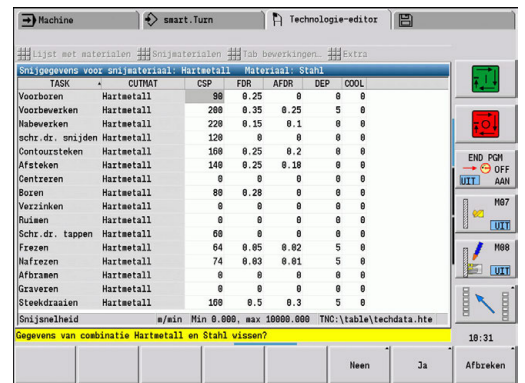 Machine smart.Turn Technologie-editor
Lijst met materialen Snijmaterialen Tab bewerkingen… Extra
Snijgegevens voor snijmateriaal: Hartmetall Materiaal: Stahl
TASK CUTMAT CSP FDR AFDR DEP COOL
Voorboren Hartmetall 90 0.25 0 0 0
Voorbewerken Hartmetall 200 0.35 0.25 5 0
Nabewerken Hartmetall 220 0.15 0.1 0 0
schr.dr. snijden Hartmetall 120 0 0 0 0
Contoursteken Hartmetall 160 0.25 0.2 0 0
Afsteken Hartmetall 140 0.25 0.18 0 0
Centreren Hartmetall 0 0 0 0 0
Boren Hartmetall 80 0.28 0 0 0
Verzinken Hartmetall 0 0 0 0 0
Ruimen Hartmetall 0 0 0 0 0
Schr.dr. tappen Hartmetall 60 0 0 0 0
Frezen Hartmetall 64 0.05 0.02 5 0
Nafrezen Hartmetall 74 0.03 0.01 5 0
Afbramen Hartmetall 0 0 0 0 0
Graveren Hartmetall 0 0 0 0 0
Steekdraaien Hartmetall 160 0.5 0.3 5 0
Snijsnelheid m/min Min 0.000, max 10000.000 TNC:\table\techdata.hte
Gegevens van combinatie Hartmetall en Stahl wissen?
END PGM
OFF
UIT AAN
M07
UIT
M08
UIT
10:31
Neen Ja Afbreken